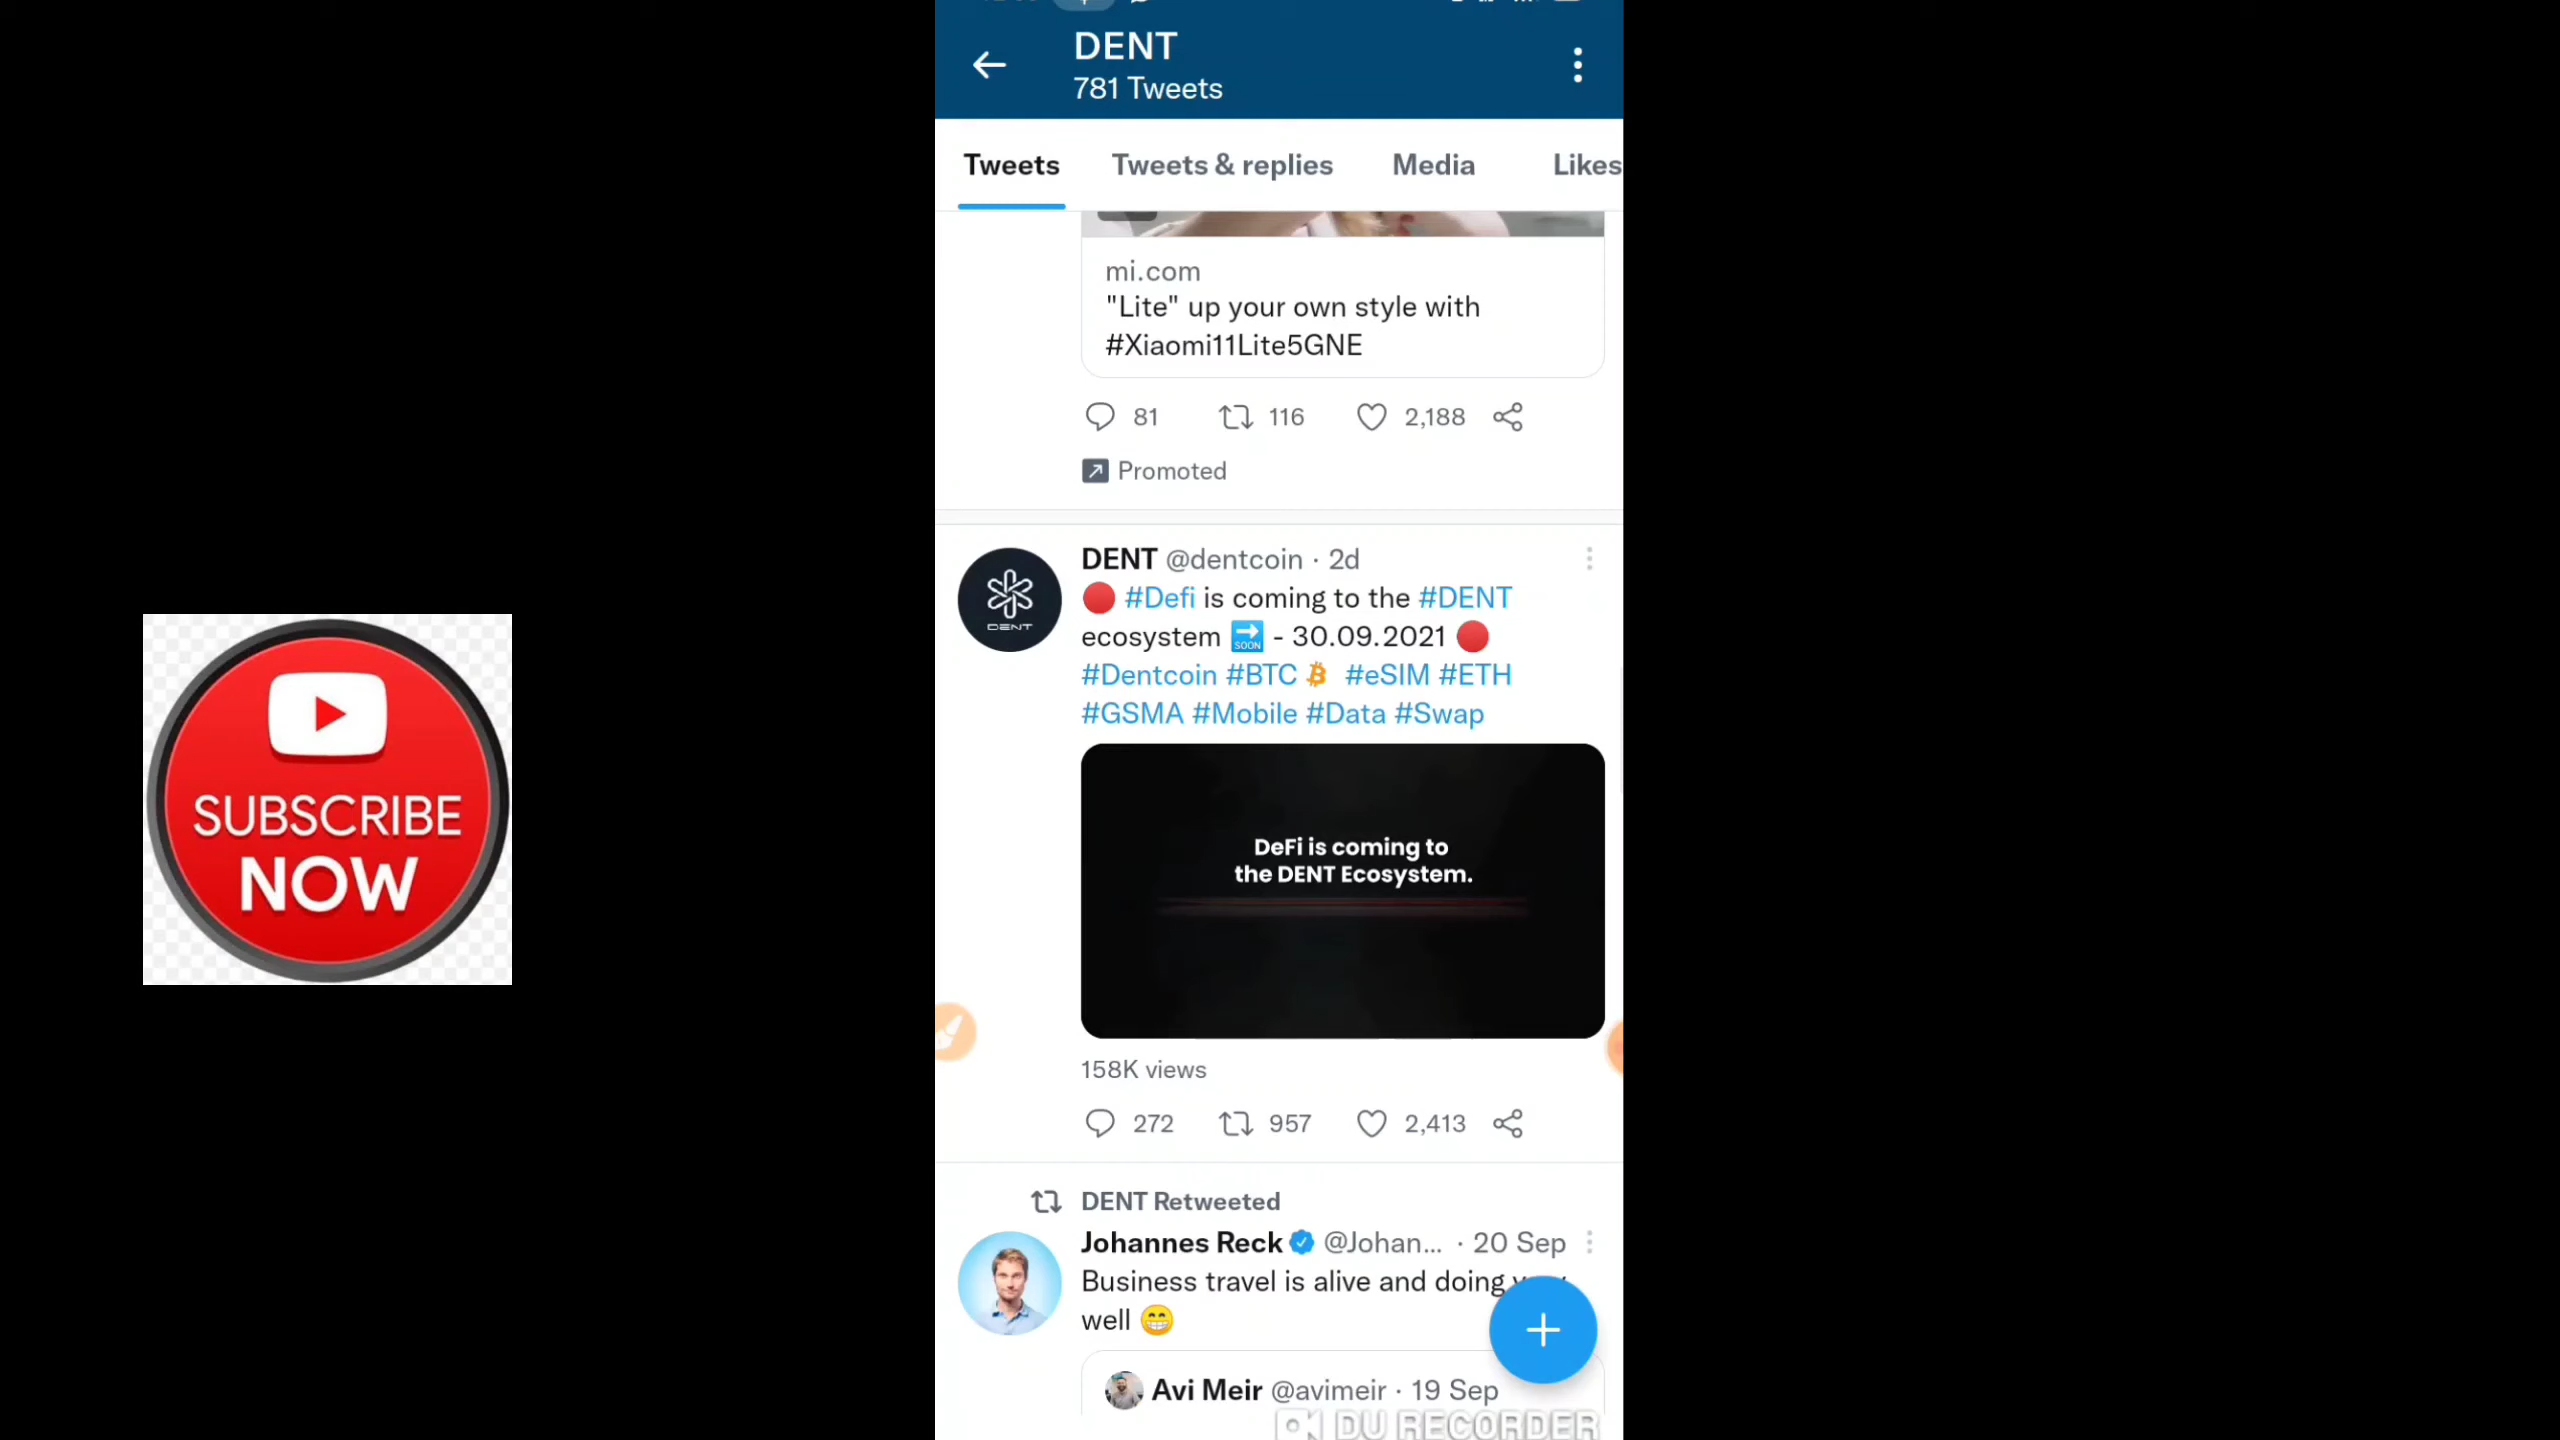 DENT
781 Tweets
Tweets Tweets & replies Media Likes
mi.com
"Lite" up your own style with
#Xiaomi11Lite5GNE
81 116 2,188
Promoted
DENT @dentcoin · 2d
🔴 #Defi is coming to the #DENT
ecosystem 🔜 - 30.09.2021 🔴
#Dentcoin #BTC #eSIM #ETH
#GSMA #Mobile #Data #Swap
DENT
DeFi is coming to
the DENT Ecosystem.
158K views
272 957 2,413
DENT Retweeted
Johannes Reck @Johan... · 20 Sep
Business travel is alive and doing
well 😁
Avi Meir @avimeir · 19 Sep
DU RECORDER
SUBSCRIBE
NOW